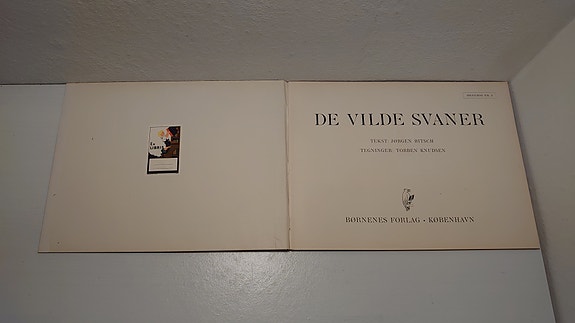 DE VILDE SVANER
TEKST: JØRGEN BITSCH
TEGNINGER: TORBEN KNUDSEN
BØRNENES FORLAG • KØBENHAVN